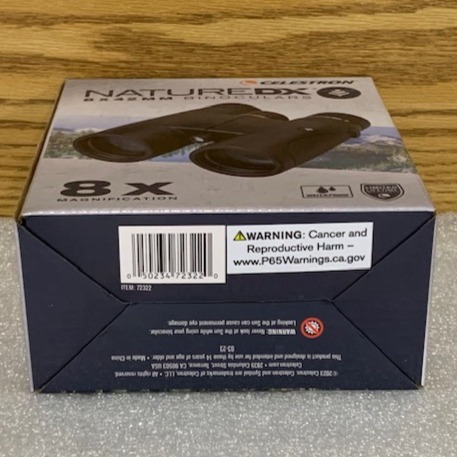 CELESTRON
NATUREDX
8x42MM BINOCULARS
8x
MAGNIFICATION
WATERPROOF
0 50234 72322 0
ITEM: 72322
WARNING: Cancer and
Reproductive Harm –
www.P65Warnings.ca.gov
WARNING: Never look at the Sun while using your binocular.
Looking at the Sun can cause permanent eye damage.
This product is designed and intended for use by those 14 years of age and older. • Made in China
03-23
© 2023 Celestron. Celestron and Symbol are trademarks of Celestron, LLC. All rights reserved.
Celestron.com • 2835 Columbia Street, Torrance, CA 90503 USA